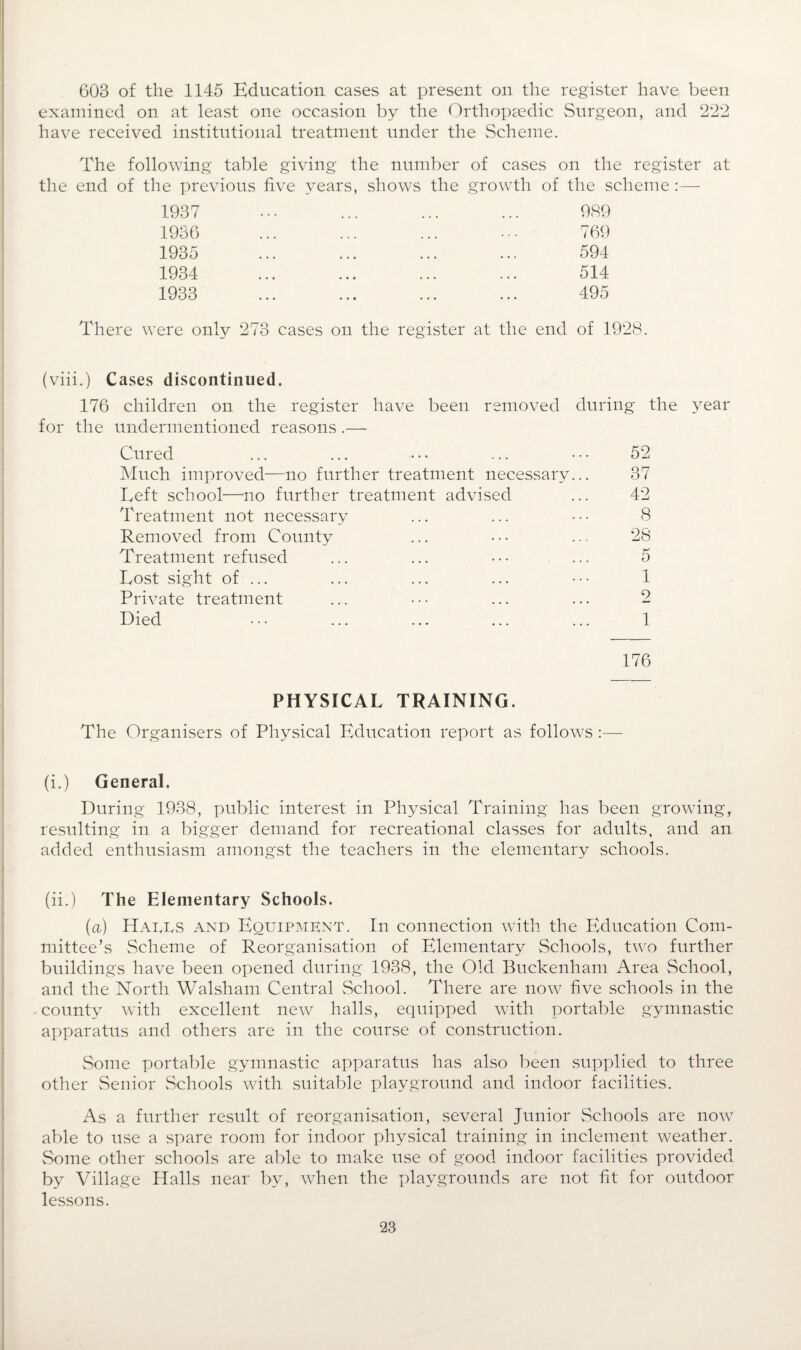 603 of the 1145 Education cases at present on the register have been
examined on at least one occasion by the Orthopædic Surgeon, and 222
have received institutional treatment under the Scheme.
The following table giving the number of cases on the register at
the end of the previous five years, shows the growth of the scheme :—
1937 ... ... ... ... 989
1936 ... ... ... ... 769
1935 ... ... ... ... 594
1934 ... ... ... ... 514
1933 ... ... ... ... 495
There were only 273 cases on the register at the end of 1928.
(viii.) Cases discontinued.
176 children on the register have been removed during the year
for the undermentioned reasons.—
Cured ... ... ... ... ... 52
Much improved—no further treatment necessary... 37
Left school—no further treatment advised ... 42
Treatment not necessary ... ... ... 8
Removed from County ... ... ... 28
Treatment refused ... ... ... ... 5
Lost sight of ... ... ... ... ... 1
Private treatment ... ... ... ... 2
Died ... ... ... ... ... 1
176
PHYSICAL TRAINING.
The Organisers of Physical Education report as follows :—
(i.) General.
During 1938, public interest in Physical Training has been growing,
resulting in a bigger demand for recreational classes for adults, and an
added enthusiasm amongst the teachers in the elementary schools.
(ii.) The Elementary Schools.
(a) Halls and Equipment. In connection with the Education Com-
mittee's Scheme of Reorganisation of Elementary Schools, two further
buildings have been opened during 1938, the Old Buckenham Area School,
and the North Walsham Central School. There are now five schools in the
county with excellent new halls, equipped with portable gymnastic
apparatus and others are in the course of construction.
Some portable gymnastic apparatus has also been supplied to three
other Senior Schools with suitable playground and indoor facilities.
As a further result of reorganisation, several Junior Schools are now
able to use a spare room for indoor physical training in inclement weather.
Some other schools are able to make use of good indoor facilities provided
by Village Halls near by, when the playgrounds are not fit for outdoor
lessons.
23